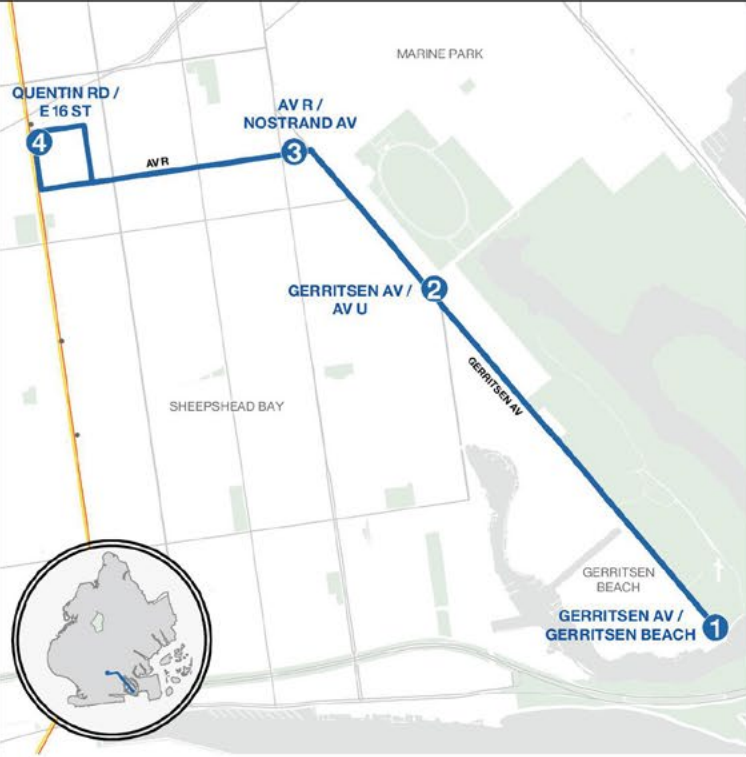 MARINE PARK
QUENTIN RD /
E 16 ST
4
AV R /
NOSTRAND AV
3
AV R
GERRITSEN AV /
AV U
2
GERRITSEN AV
SHEEPSHEAD BAY
GERRITSEN
BEACH
GERRITSEN AV /
GERRITSEN BEACH
1